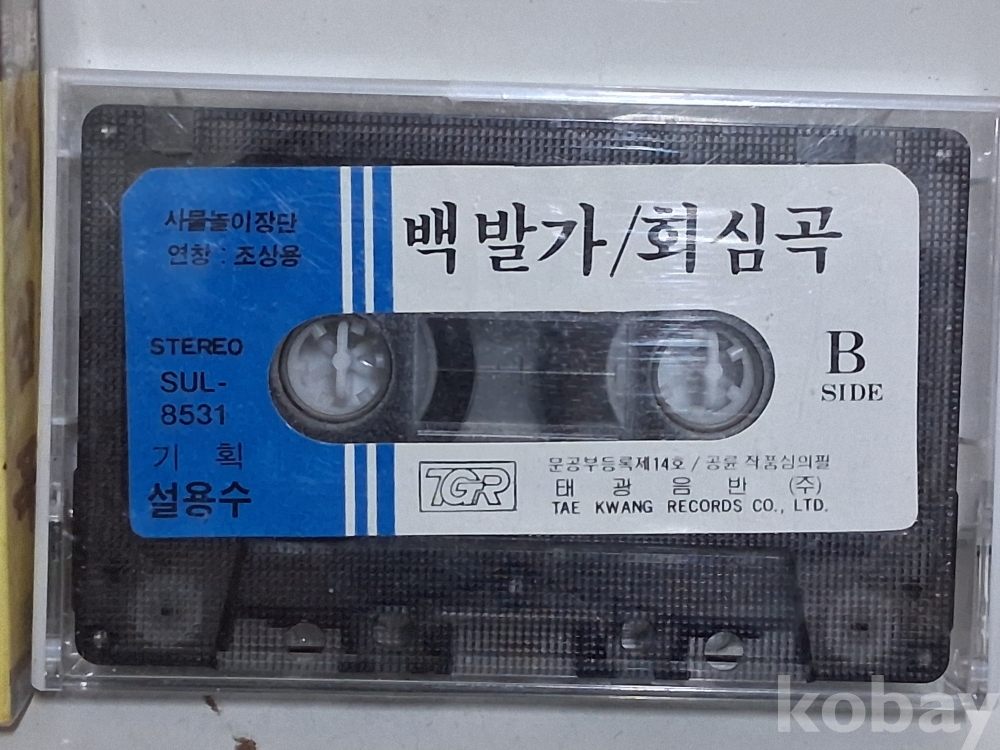 사물놀이장단
연창 : 조상용
백발가/회심곡
STEREO
SUL-
8531
기 획
설용수
B
SIDE
TGR
문공부등록제14호 / 공륜 작품심의필
태 광 음 반 (주)
TAE KWANG RECORDS CO., LTD.
kobay